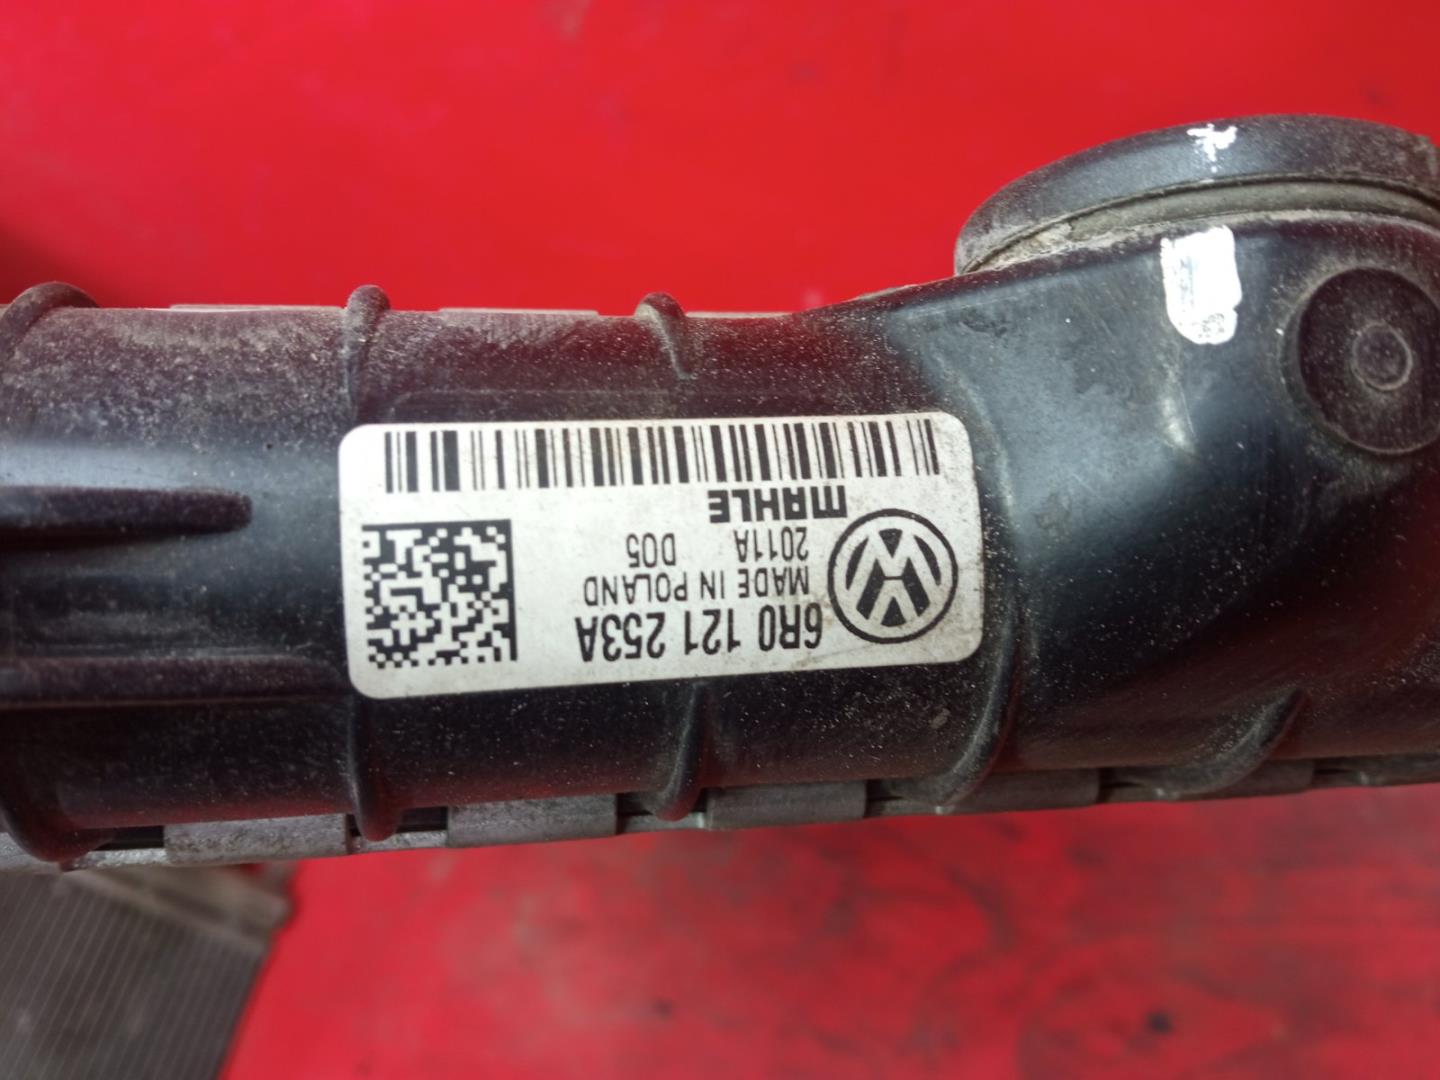 6R0 121 253A
MADE IN POLAND
2011A D05
MAHLE